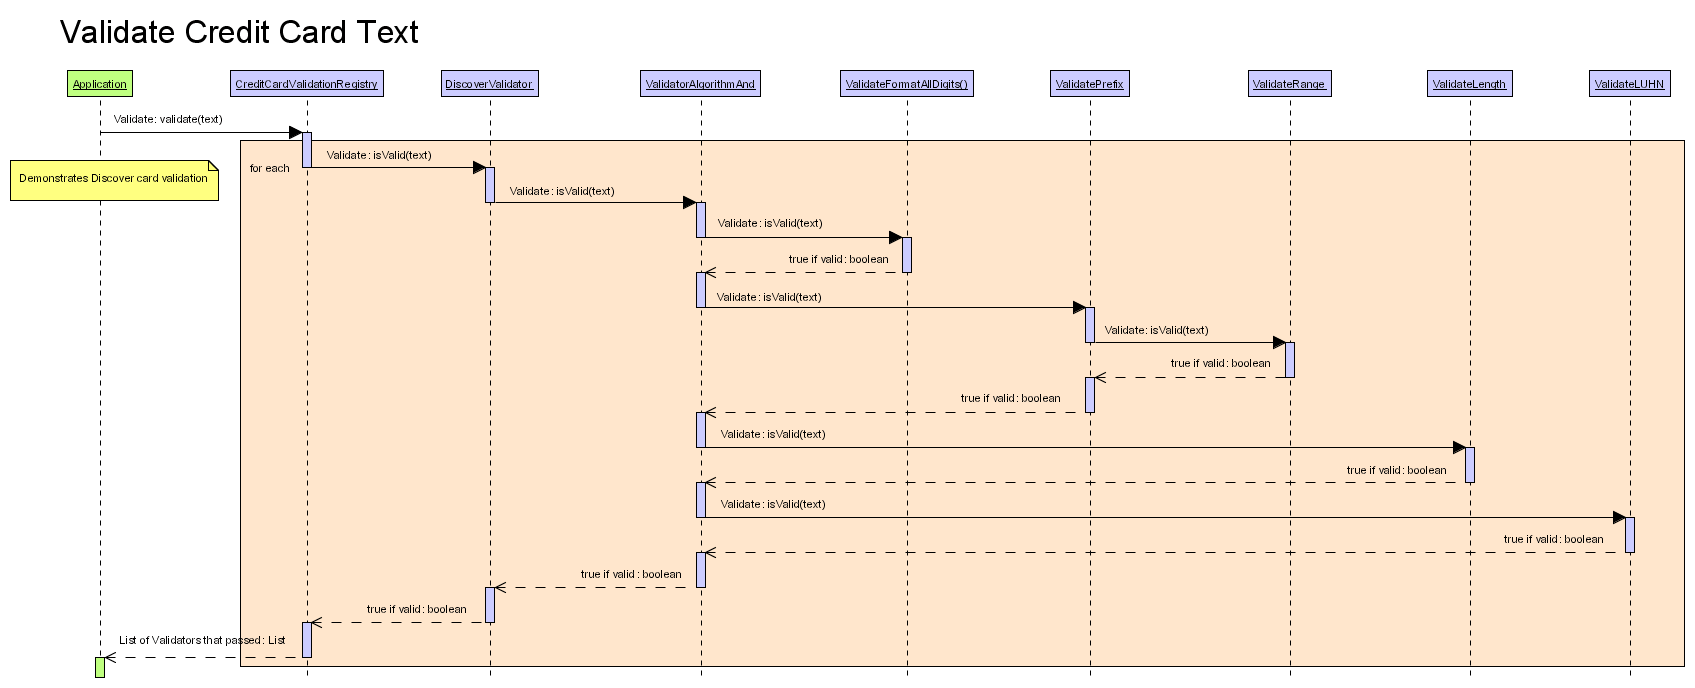 Validate Credit Card Text
Application
CreditCardValidationRegistry
DiscoverValidator
ValidatorAlgorithmAnd
ValidateFormatAllDigits()
ValidatePrefix
ValidateRange
ValidateLength
ValidateLUHN
Validate: validate(text)
Validate: isValid(text)
for each
Demonstrates Discover card validation
Validate: isValid(text)
Validate: isValid(text)
true if valid: boolean
Validate: isValid(text)
Validate: isValid(text)
true if valid: boolean
true if valid: boolean
Validate: isValid(text)
true if valid: boolean
Validate: isValid(text)
true if valid: boolean
true if valid: boolean
true if valid: boolean
List of Validators that passed: List